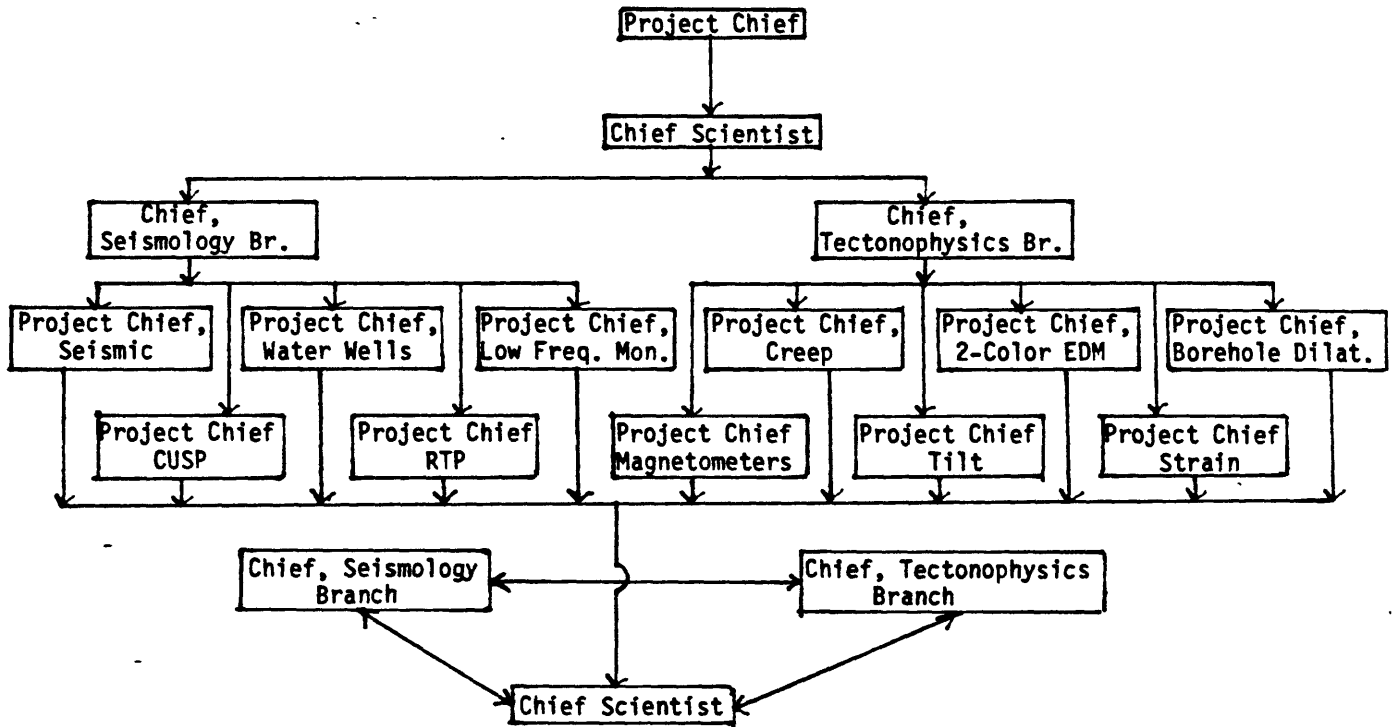 Project Chief
Chief Scientist
Chief,
Seismology Br.
Chief,
Tectonophysics Br.
Project Chief,
Seismic
Project Chief,
Water Wells
Project Chief,
Low Freq. Mon.
Project Chief,
Creep
Project Chief,
2-Color EDM
Project Chief,
Borehole Dilat.
Project Chief
CUSP
Project Chief
RTP
Project Chief
Magnetometers
Project Chief
Tilt
Project Chief
Strain
Chief, Seismology
Branch
Chief, Tectonophysics
Branch
Chief Scientist